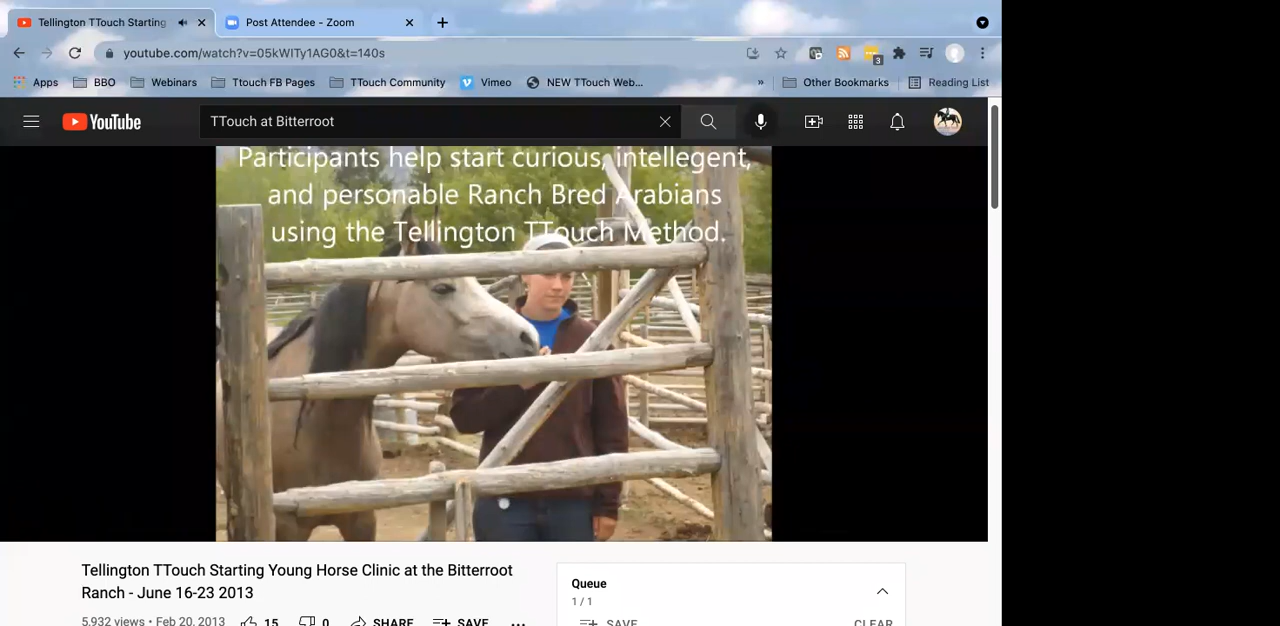 Tellington TTouch Starting
Post Attendee - Zoom
youtube.com/watch?v=05kWITy1AG0&t=140s
3
Apps BBO Webinars Ttouch FB Pages TTouch Community Vimeo NEW TTouch Web... » Other Bookmarks Reading List
YouTube
TTouch at Bitterroot
Participants help start curious, intellegent,
and personable Ranch Bred Arabians
using the Tellington TTouch Method.
Tellington TTouch Starting Young Horse Clinic at the Bitterroot
Ranch - June 16-23 2013
5,932 views • Feb 20, 2013 15 0 SHARE SAVE ...
Queue
1 / 1
SAVE CLEAR